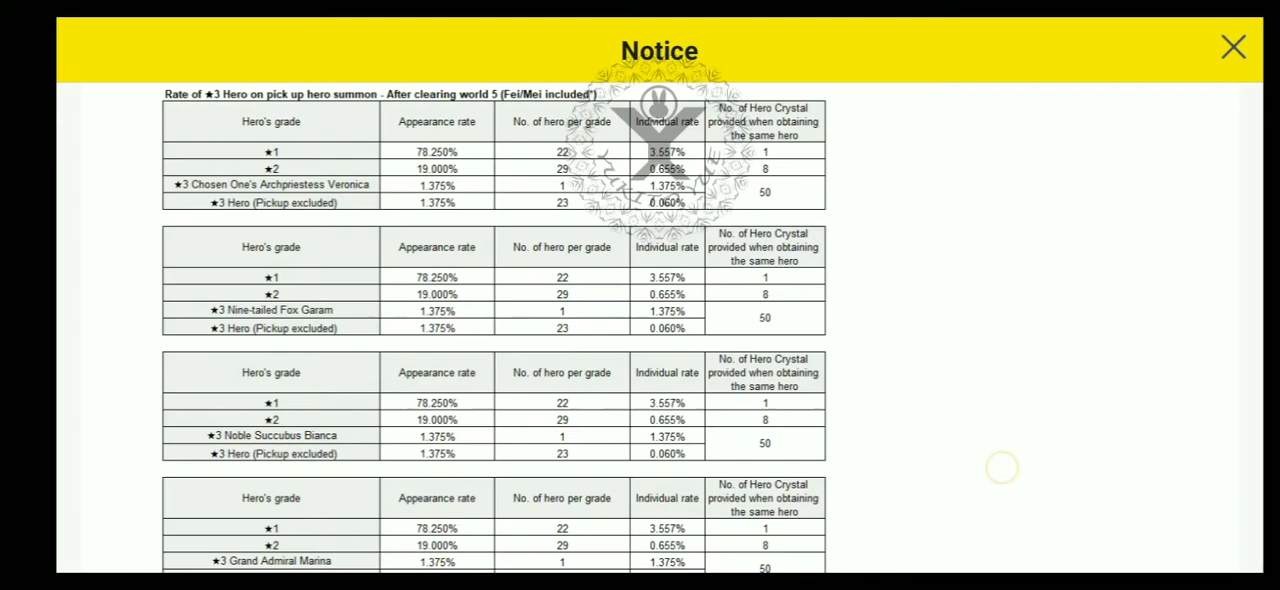 Notice
Rate of ★3 Hero on pick up hero summon - After clearing world 5 (Fei/Mei included*)
Hero's grade Appearance rate No. of hero per grade Individual rate No. of Hero Crystal provided when obtaining the same hero
★1 78.250% 22 3.557% 1
★2 19.000% 29 0.655% 8
★3 Chosen One's Archpriestess Veronica 1.375% 1 1.375% 50
★3 Hero (Pickup excluded) 1.375% 23 0.060%
Hero's grade Appearance rate No. of hero per grade Individual rate No. of Hero Crystal provided when obtaining the same hero
★1 78.250% 22 3.557% 1
★2 19.000% 29 0.655% 8
★3 Nine-tailed Fox Garam 1.375% 1 1.375% 50
★3 Hero (Pickup excluded) 1.375% 23 0.060%
Hero's grade Appearance rate No. of hero per grade Individual rate No. of Hero Crystal provided when obtaining the same hero
★1 78.250% 22 3.557% 1
★2 19.000% 29 0.655% 8
★3 Noble Succubus Bianca 1.375% 1 1.375% 50
★3 Hero (Pickup excluded) 1.375% 23 0.060%
Hero's grade Appearance rate No. of hero per grade Individual rate No. of Hero Crystal provided when obtaining the same hero
★1 78.250% 22 3.557% 1
★2 19.000% 29 0.655% 8
★3 Grand Admiral Marina 1.375% 1 1.375% 50